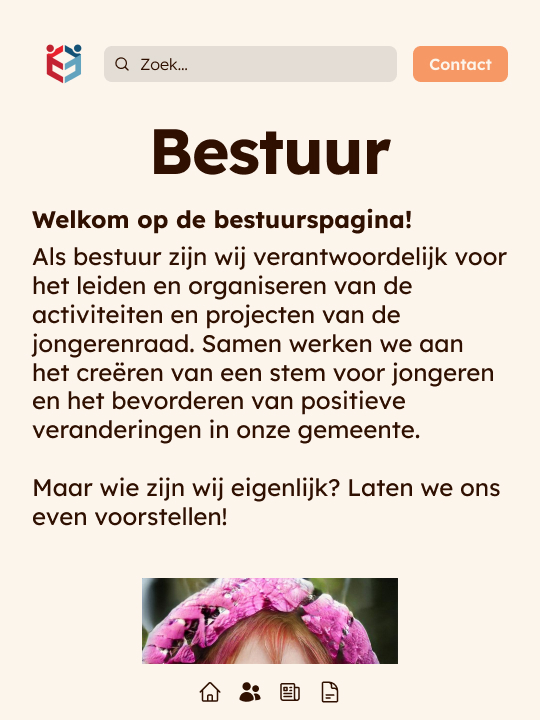 Zoek...
Contact
Bestuur
Welkom op de bestuurspagina!
Als bestuur zijn wij verantwoordelijk voor
het leiden en organiseren van de
activiteiten en projecten van de
jongerenraad. Samen werken we aan
het creëren van een stem voor jongeren
en het bevorderen van positieve
veranderingen in onze gemeente.
Maar wie zijn wij eigenlijk? Laten we ons
even voorstellen!